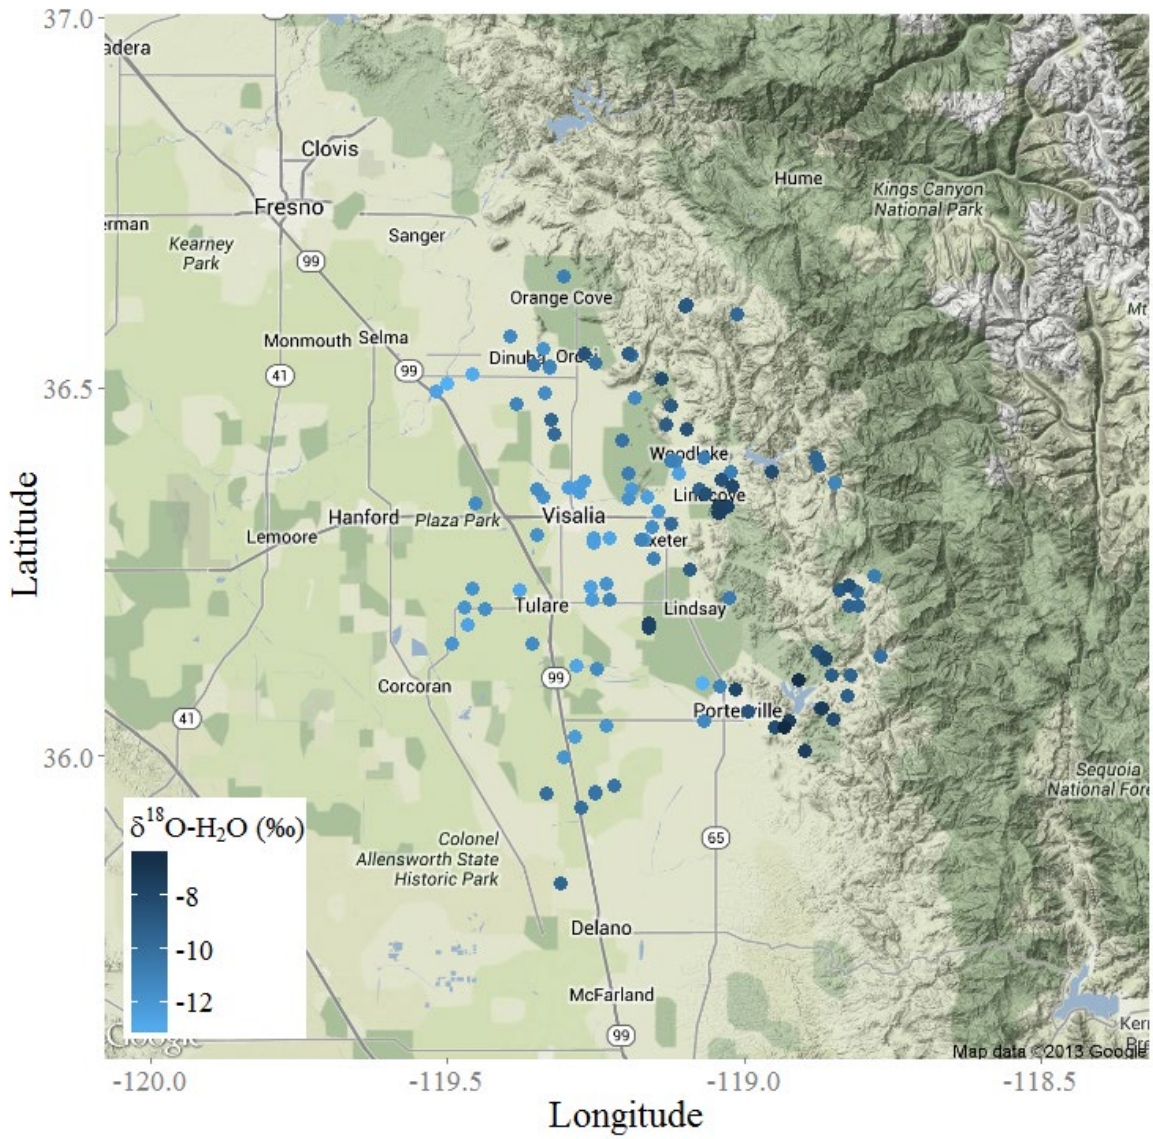 37.0
adera
Clovis
Hume
Kings Canyon
National Park
Fresno
erman
Sanger
Kearney
Park
99
Orange Cove
Mt
Monmouth
Selma
Dinuba
Orosi
41
99
36.5
Woodlake
Lindcove
Hanford
Plaza Park
Visalia
Lemoore
xeter
Latitude
Tulare
Lindsay
99
Corcoran
Porterville
41
36.0
Sequoia
National Fore
δ¹⁸O-H₂O (‰)
-8
-10
-12
Colonel
Allensworth State
Historic Park
65
Delano
McFarland
99
Google
Kern
Map data ©2013 Google
-120.0
-119.5
-119.0
-118.5
Longitude